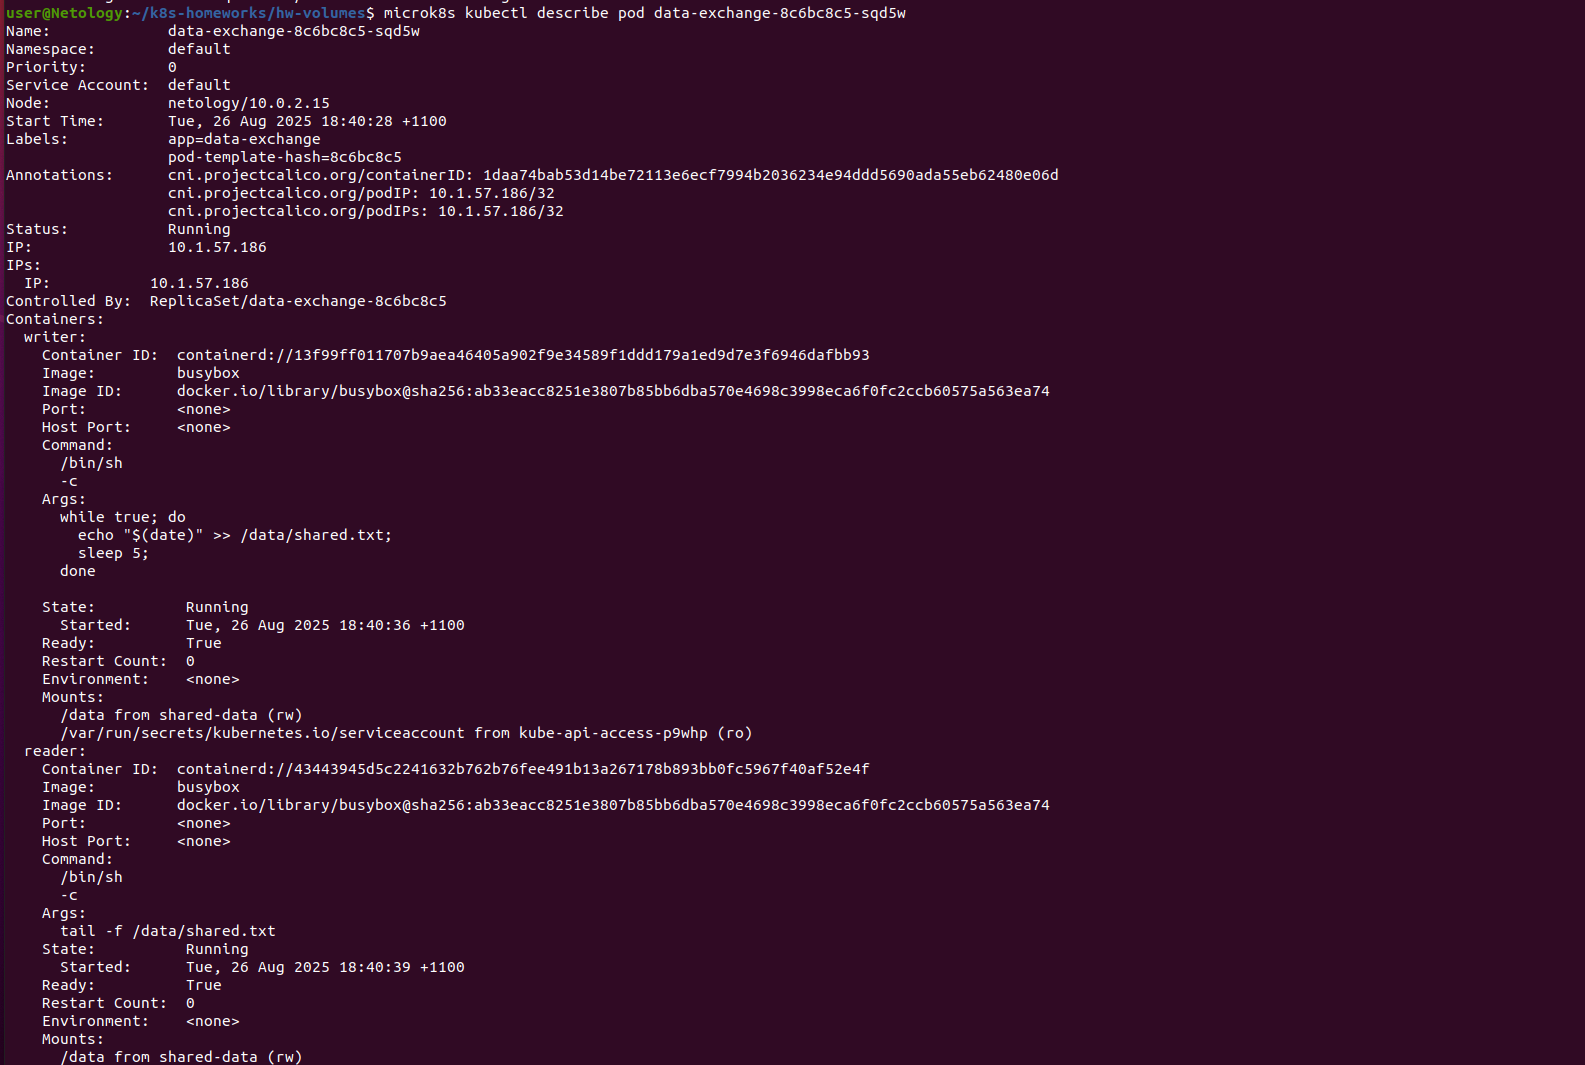 user@Netology:~/k8s-homeworks/hw-volumes$ microk8s kubectl describe pod data-exchange-8c6bc8c5-sqd5w
Name:             data-exchange-8c6bc8c5-sqd5w
Namespace:        default
Priority:         0
Service Account:  default
Node:             netology/10.0.2.15
Start Time:       Tue, 26 Aug 2025 18:40:28 +1100
Labels:           app=data-exchange
                  pod-template-hash=8c6bc8c5
Annotations:      cni.projectcalico.org/containerID: 1daa74bab53d14be72113e6ecf7994b2036234e94ddd5690ada55eb62480e06d
                  cni.projectcalico.org/podIP: 10.1.57.186/32
                  cni.projectcalico.org/podIPs: 10.1.57.186/32
Status:           Running
IP:               10.1.57.186
IPs:
  IP:           10.1.57.186
Controlled By:  ReplicaSet/data-exchange-8c6bc8c5
Containers:
  writer:
    Container ID:  containerd://13f99ff011707b9aea46405a902f9e34589f1ddd179a1ed9d7e3f6946dafbb93
    Image:         busybox
    Image ID:      docker.io/library/busybox@sha256:ab33eacc8251e3807b85bb6dba570e4698c3998eca6f0fc2ccb60575a563ea74
    Port:          <none>
    Host Port:     <none>
    Command:
      /bin/sh
      -c
    Args:
      while true; do
        echo "$(date)" >> /data/shared.txt;
        sleep 5;
      done

    State:          Running
      Started:      Tue, 26 Aug 2025 18:40:36 +1100
    Ready:          True
    Restart Count:  0
    Environment:    <none>
    Mounts:
      /data from shared-data (rw)
      /var/run/secrets/kubernetes.io/serviceaccount from kube-api-access-p9whp (ro)
  reader:
    Container ID:  containerd://43443945d5c2241632b762b76fee491b13a267178b893bb0fc5967f40af52e4f
    Image:         busybox
    Image ID:      docker.io/library/busybox@sha256:ab33eacc8251e3807b85bb6dba570e4698c3998eca6f0fc2ccb60575a563ea74
    Port:          <none>
    Host Port:     <none>
    Command:
      /bin/sh
      -c
    Args:
      tail -f /data/shared.txt
    State:          Running
      Started:      Tue, 26 Aug 2025 18:40:39 +1100
    Ready:          True
    Restart Count:  0
    Environment:    <none>
    Mounts:
      /data from shared-data (rw)